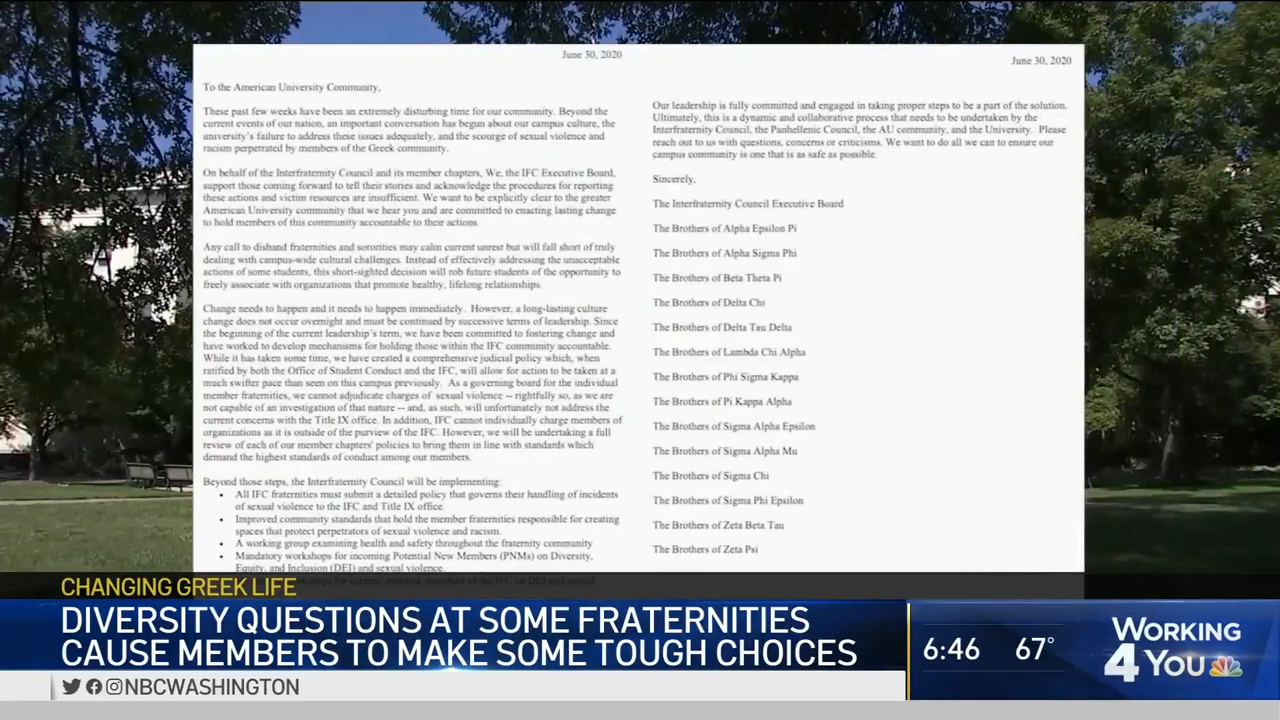 June 30, 2020
To the American University Community,
These past few weeks have been an extremely disturbing time for our community. Beyond the
current events of our nation, an important conversation has begun about our campus culture, the
university's failure to address these issues adequately, and the scourge of sexual violence and
racism perpetrated by members of the Greek community.
On behalf of the Interfraternity Council and its member chapters, We, the IFC Executive Board,
support those coming forward to tell their stories and acknowledge the procedures for reporting
these actions and victim resources are insufficient. We want to be explicitly clear to the greater
American University community that we hear you and are committed to enacting lasting change
to hold members of this community accountable to their actions.
Any call to disband fraternities and sororities may calm current unrest but will fall short of truly
dealing with campus-wide cultural challenges. Instead of effectively addressing the unacceptable
actions of some students, this short-sighted decision will rob future students of the opportunity to
freely associate with organizations that promote healthy, lifelong relationships.
Change needs to happen and it needs to happen immediately. However, a long-lasting culture
change does not occur overnight and must be continued by successive terms of leadership. Since
the beginning of the current leadership's term, we have been committed to fostering change and
have worked to develop mechanisms for holding those within the IFC community accountable.
While it has taken some time, we have created a comprehensive judicial policy which, when
ratified by both the Office of Student Conduct and the IFC, will allow for action to be taken at a
much swifter pace than seen on this campus previously. As a governing board for the individual
member fraternities, we cannot adjudicate charges of sexual violence -- rightfully so, as we are
not capable of an investigation of that nature -- and, as such, will unfortunately not address the
current concerns with the Title IX office. In addition, IFC cannot individually charge members of
organizations as it is outside of the purview of the IFC. However, we will be undertaking a full
review of each of our member chapters' policies to bring them in line with standards which
demand the highest standards of conduct among our members.
Beyond those steps, the Interfraternity Council will be implementing:
• All IFC fraternities must submit a detailed policy that governs their handling of incidents
of sexual violence to the IFC and Title IX office.
• Improved community standards that hold the member fraternities responsible for creating
spaces that protect perpetrators of sexual violence and racism.
• A working group examining health and safety throughout the fraternity community
• Mandatory workshops for incoming Potential New Members (PNMs) on Diversity,
Equity, and Inclusion (DEI) and sexual violence.
workshops for current, initiated, members of the IFC on DEI and sexual
June 30, 2020
Our leadership is fully committed and engaged in taking proper steps to be a part of the solution.
Ultimately, this is a dynamic and collaborative process that needs to be undertaken by the
Interfraternity Council, the Panhellenic Council, the AU community, and the University. Please
reach out to us with questions, concerns or criticisms. We want to do all we can to ensure our
campus community is one that is as safe as possible.
Sincerely,
The Interfraternity Council Executive Board
The Brothers of Alpha Epsilon Pi
The Brothers of Alpha Sigma Phi
The Brothers of Beta Theta Pi
The Brothers of Delta Chi
The Brothers of Delta Tau Delta
The Brothers of Lambda Chi Alpha
The Brothers of Phi Sigma Kappa
The Brothers of Pi Kappa Alpha
The Brothers of Sigma Alpha Epsilon
The Brothers of Sigma Alpha Mu
The Brothers of Sigma Chi
The Brothers of Sigma Phi Epsilon
The Brothers of Zeta Beta Tau
The Brothers of Zeta Psi
CHANGING GREEK LIFE
DIVERSITY QUESTIONS AT SOME FRATERNITIES
CAUSE MEMBERS TO MAKE SOME TOUGH CHOICES
NBCWASHINGTON
6:46 67°
WORKING
4 YOU